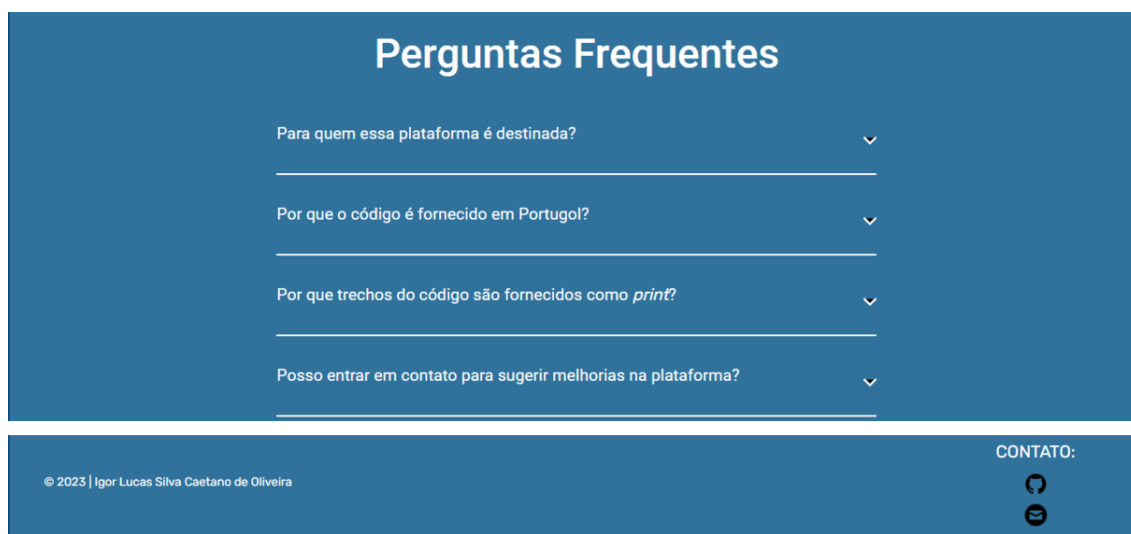 Perguntas Frequentes
Para quem essa plataforma é destinada?
Por que o código é fornecido em Portugol?
Por que trechos do código são fornecidos como print?
Posso entrar em contato para sugerir melhorias na plataforma?
CONTATO:
© 2023 | Igor Lucas Silva Caetano de Oliveira